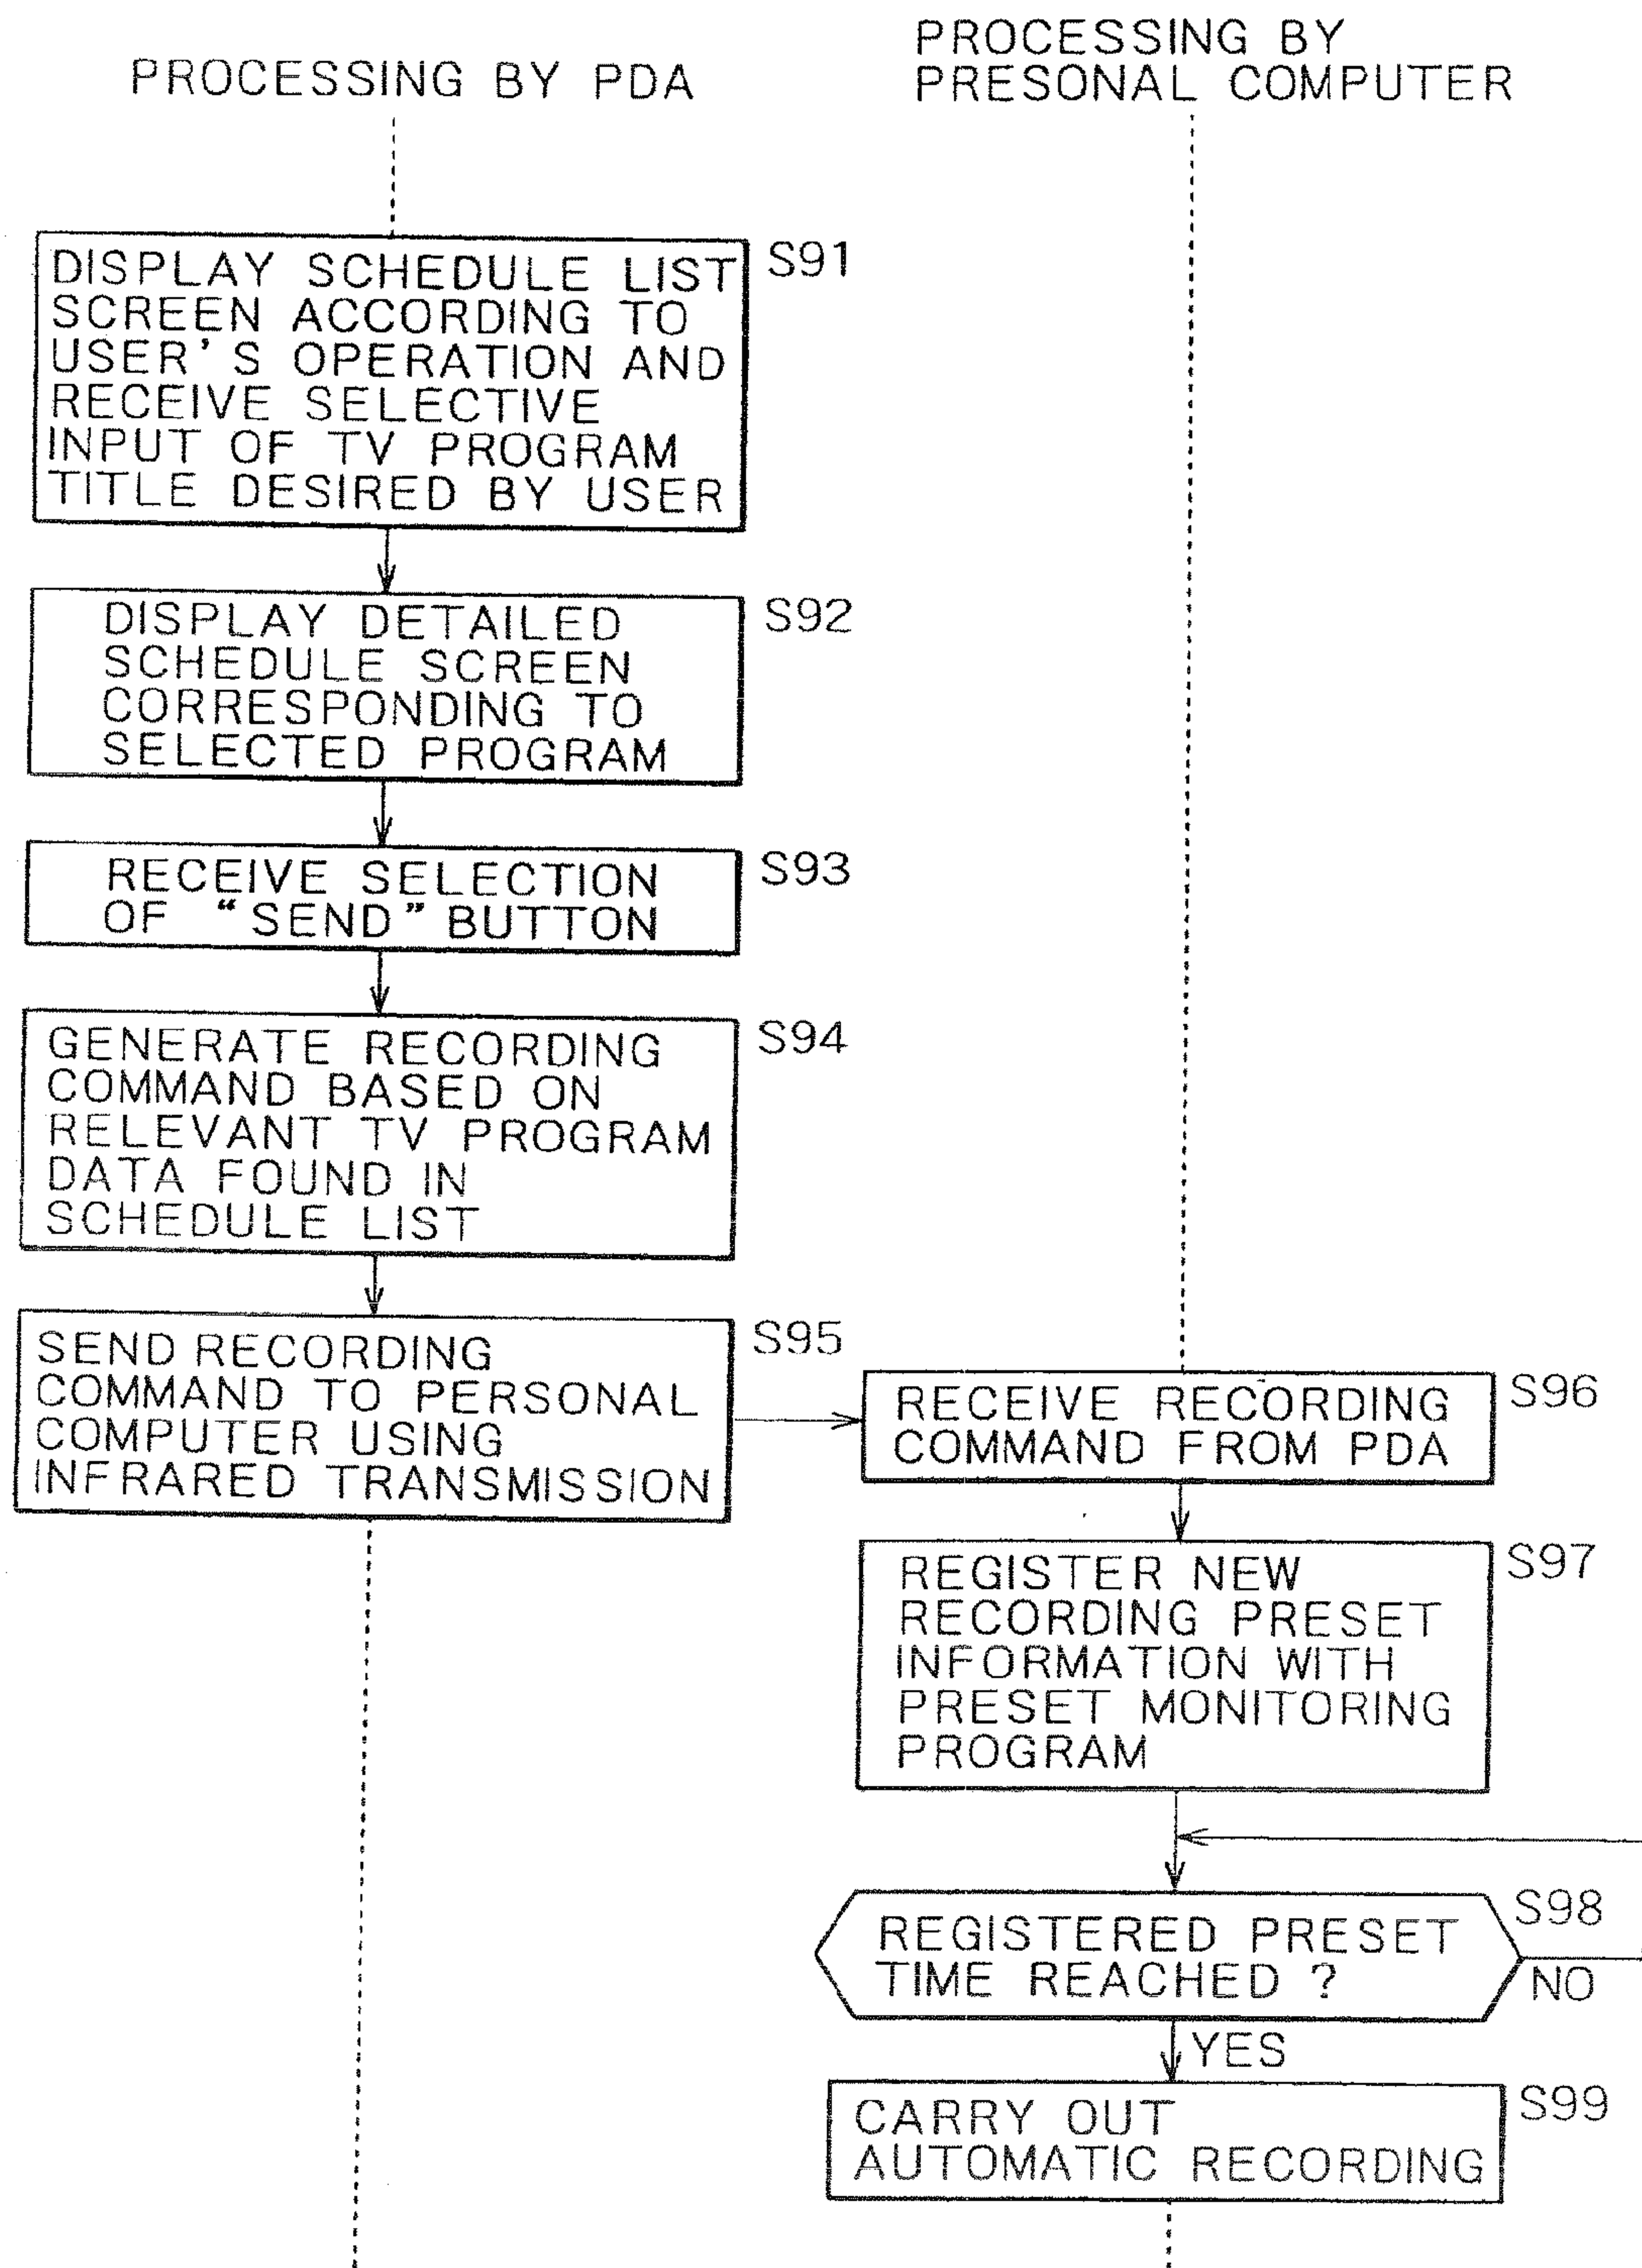 PROCESSING BY PDA
PROCESSING BY
PRESONAL COMPUTER
DISPLAY SCHEDULE LIST
SCREEN ACCORDING TO
USER'S OPERATION AND
RECEIVE SELECTIVE
INPUT OF TV PROGRAM
TITLE DESIRED BY USER
S91
DISPLAY DETAILED
SCHEDULE SCREEN
CORRESPONDING TO
SELECTED PROGRAM
S92
RECEIVE SELECTION
OF “SEND” BUTTON
S93
GENERATE RECORDING
COMMAND BASED ON
RELEVANT TV PROGRAM
DATA FOUND IN
SCHEDULE LIST
S94
SEND RECORDING
COMMAND TO PERSONAL
COMPUTER USING
INFRARED TRANSMISSION
S95
RECEIVE RECORDING
COMMAND FROM PDA
S96
REGISTER NEW
RECORDING PRESET
INFORMATION WITH
PRESET MONITORING
PROGRAM
S97
REGISTERED PRESET
TIME REACHED ?
S98
NO
YES
CARRY OUT
AUTOMATIC RECORDING
S99